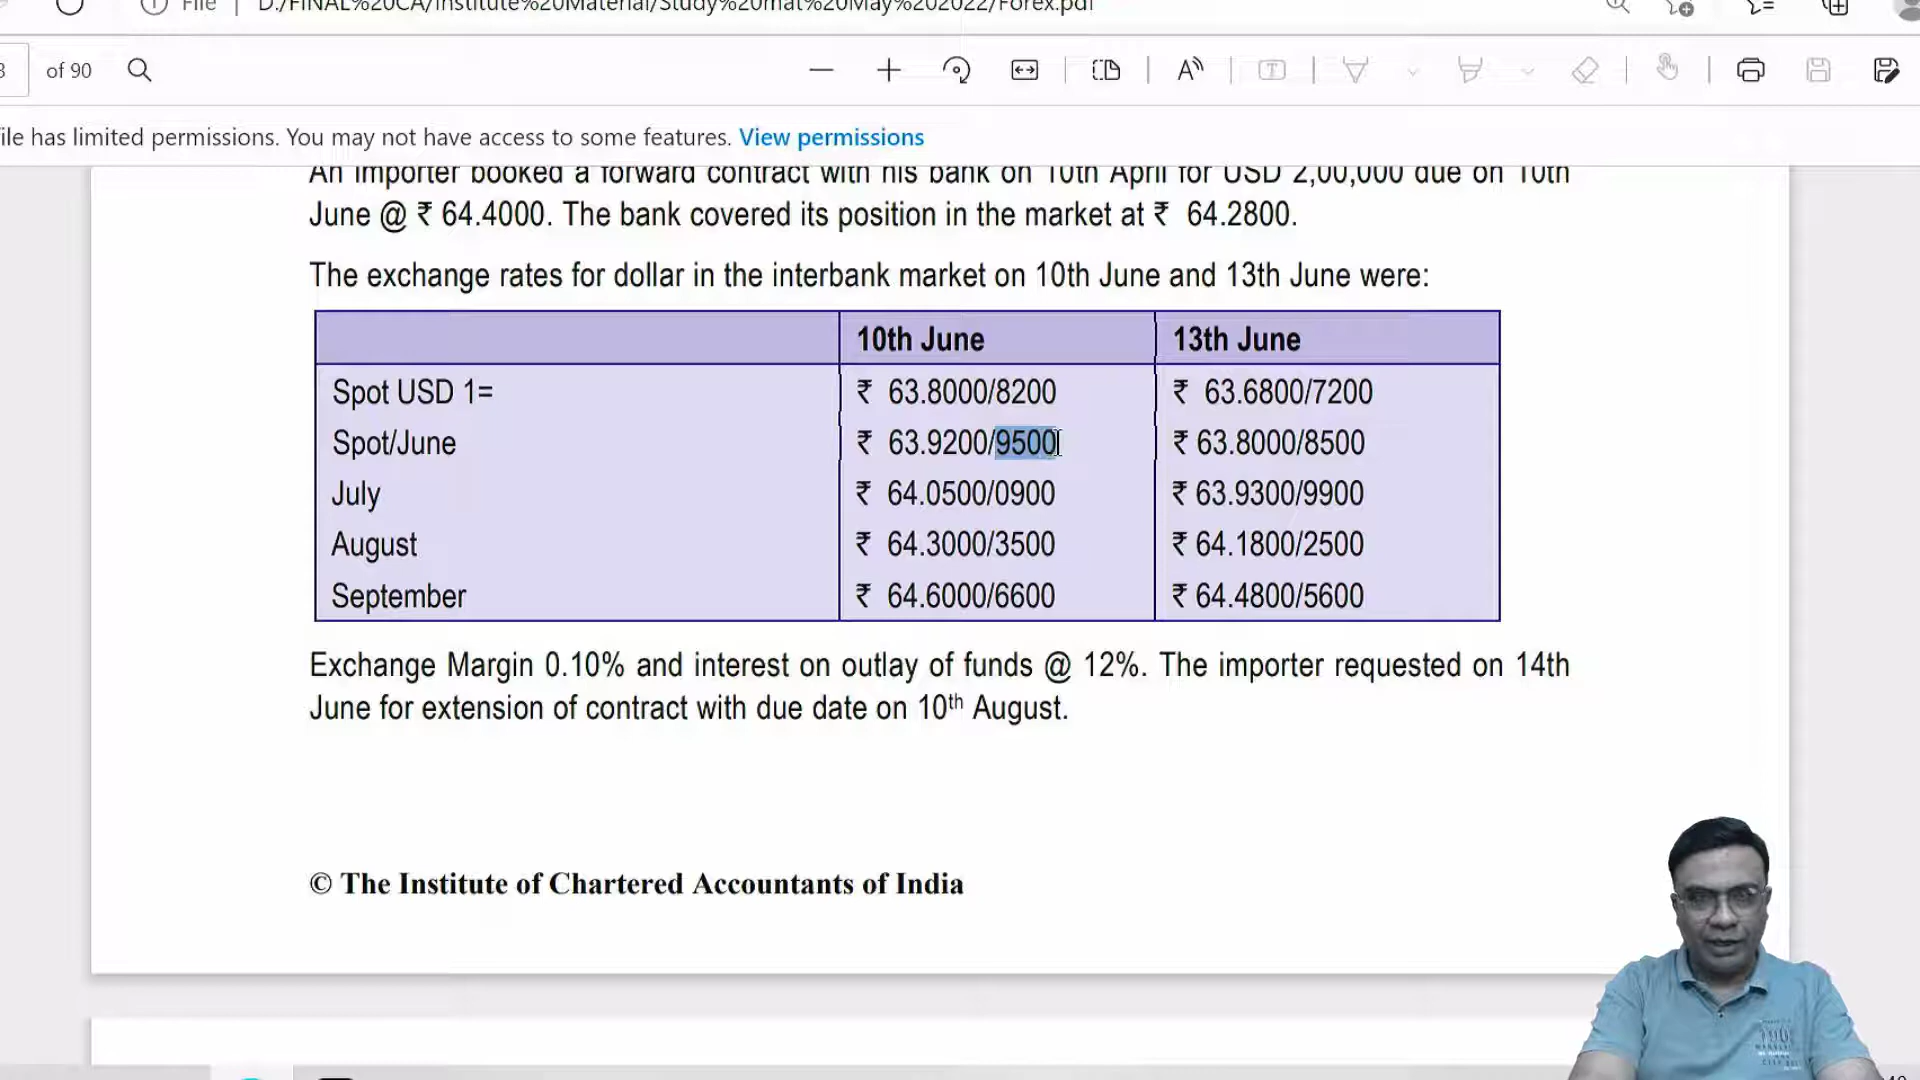 File
D:/FINAL%20CA/Institute%20Material/Study%20mat%20May%202022/Forex.pdf
of 90
ile has limited permissions. You may not have access to some features. View permissions
An Importer booked a forward contract with his bank on 10th April for USD 2,00,000 due on 10th
June @ ₹ 64.4000. The bank covered its position in the market at ₹ 64.2800.
The exchange rates for dollar in the interbank market on 10th June and 13th June were:
10th June 13th June
Spot USD 1= ₹ 63.8000/8200 ₹ 63.6800/7200
Spot/June ₹ 63.9200/9500 ₹ 63.8000/8500
July ₹ 64.0500/0900 ₹ 63.9300/9900
August ₹ 64.3000/3500 ₹ 64.1800/2500
September ₹ 64.6000/6600 ₹ 64.4800/5600
Exchange Margin 0.10% and interest on outlay of funds @ 12%. The importer requested on 14th
June for extension of contract with due date on 10th August.
© The Institute of Chartered Accountants of India